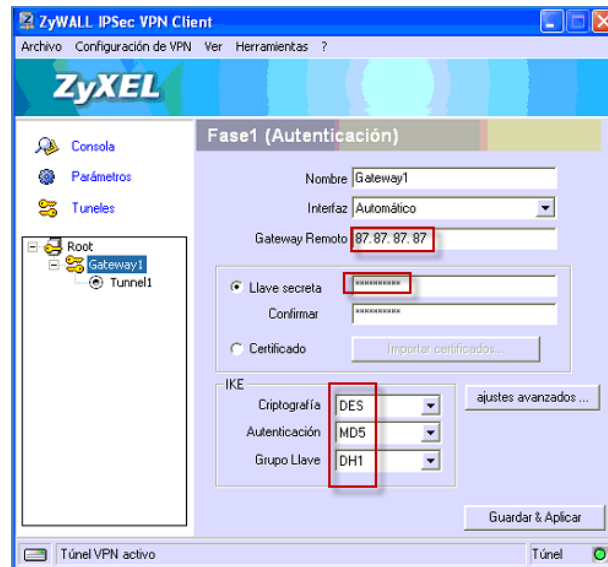 ZyWALL IPSec VPN Client
Archivo Configuración de VPN Ver Herramientas ?
ZyXEL
Consola
Parámetros
Tuneles
Root
Gateway1
Tunnel1
Fase1 (Autenticación)
Nombre Gateway1
Interfaz Automático
Gateway Remoto 87. 87. 87. 87
Llave secreta **********
Confirmar **********
Certificado Importar certificados...
IKE
Criptografía DES
Autenticación MD5
Grupo Llave DH1
ajustes avanzados ...
Guardar & Aplicar
Túnel VPN activo Túnel